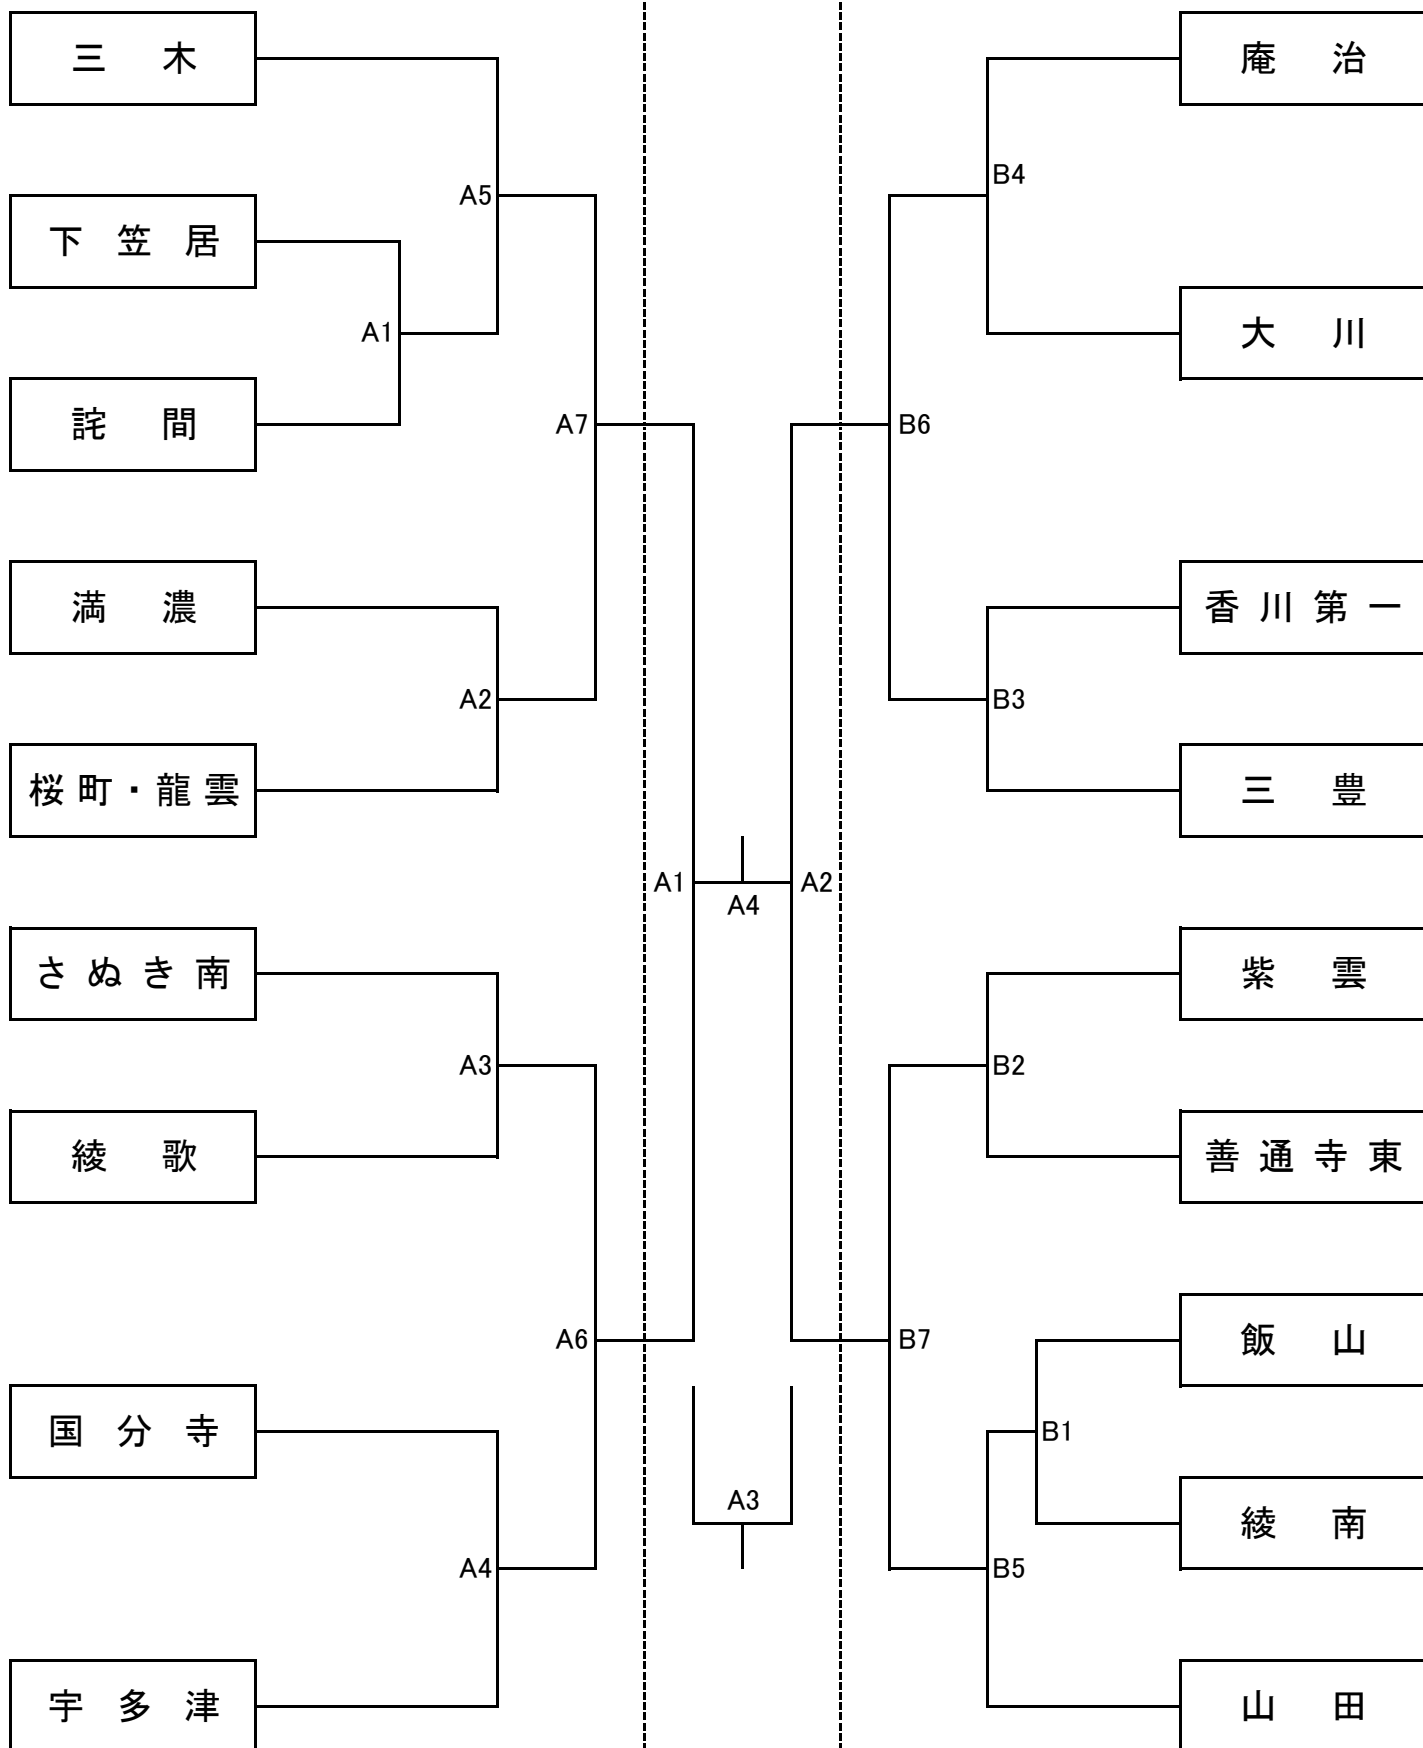 三木
下笠居
詫間
満濃
桜町・龍雲
さぬき南
綾歌
国分寺
宇多津
A5
A1
A7
A2
A3
A6
A4
A1
A4
A2
A3
B4
B6
B3
B2
B7
B1
B5
庵治
大川
香川第一
三豊
紫雲
善通寺東
飯山
綾南
山田